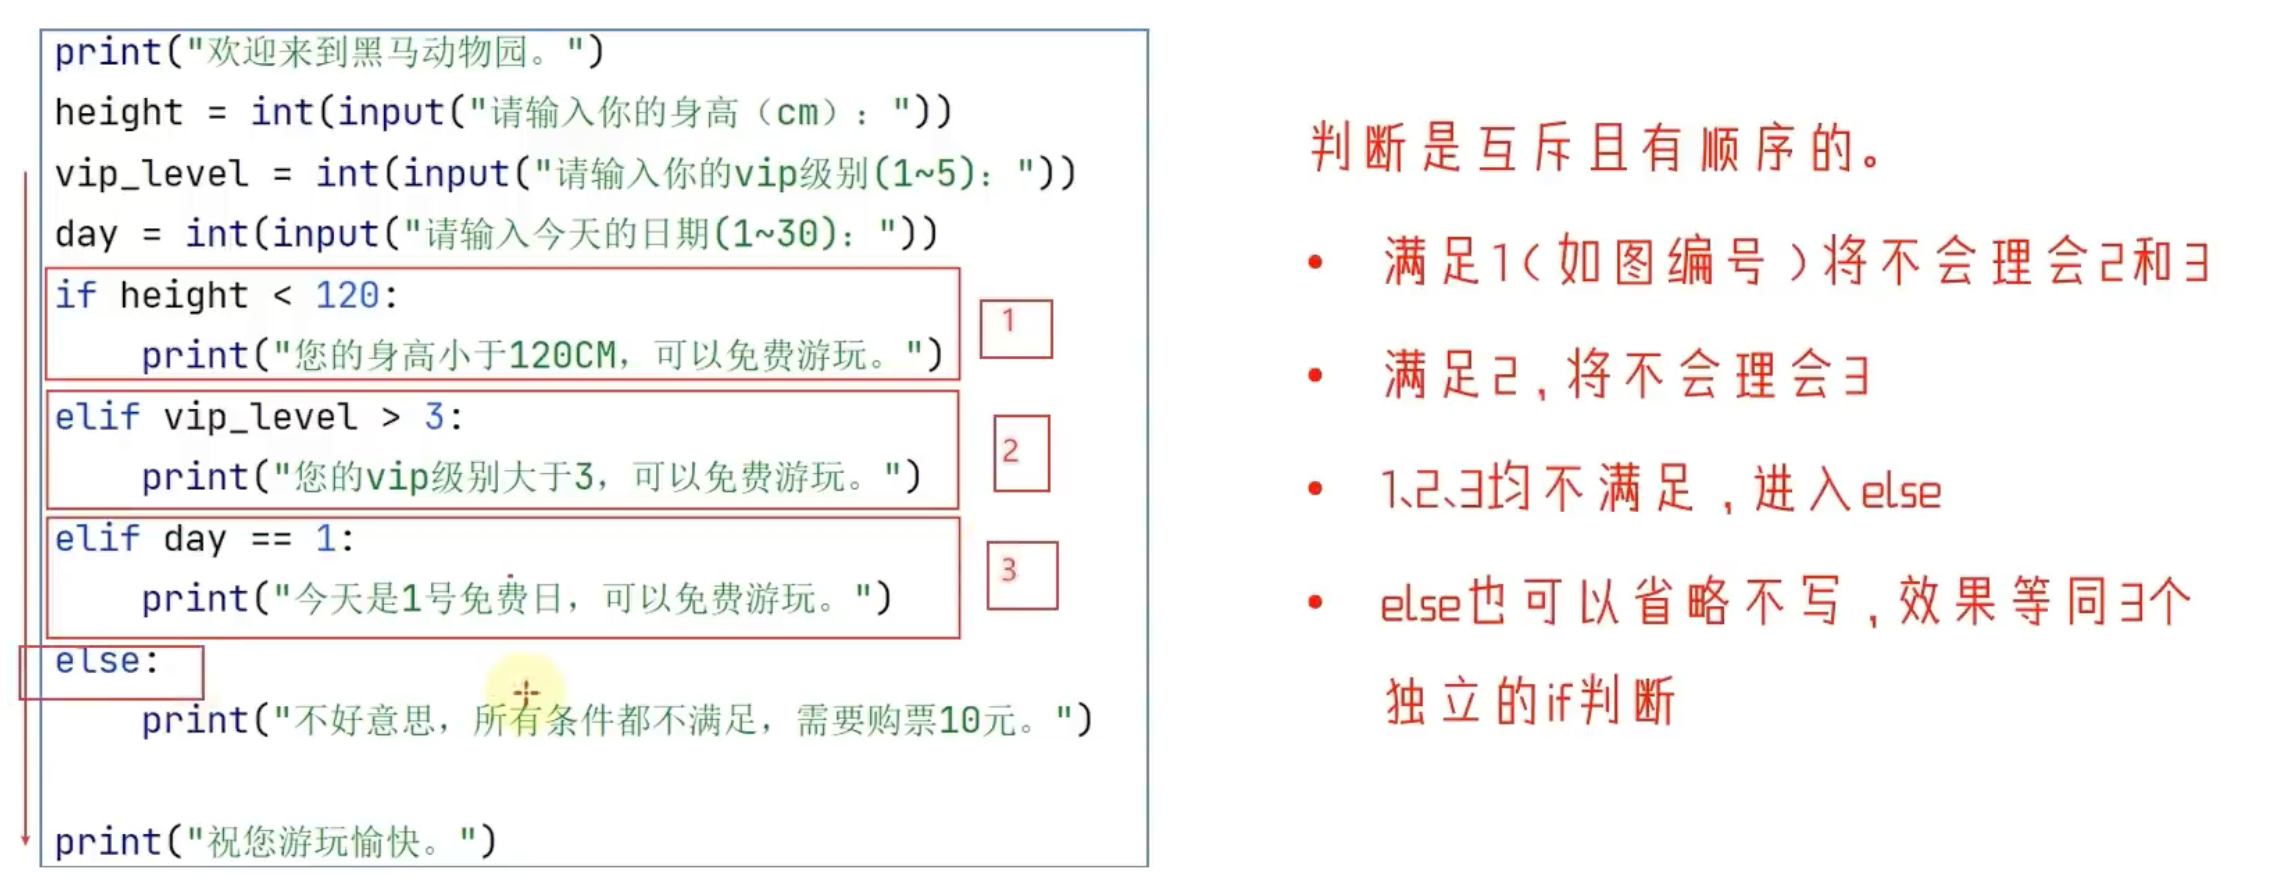 print("欢迎来到黑马动物园。")
height = int(input("请输入你的身高（cm）："))
vip_level = int(input("请输入你的vip级别(1~5)："))
day = int(input("请输入今天的日期(1~30)："))
if height < 120:
    print("您的身高小于120CM，可以免费游玩。")
1
elif vip_level > 3:
    print("您的vip级别大于3，可以免费游玩。")
2
elif day == 1:
    print("今天是1号免费日，可以免费游玩。")
3
else:
    print("不好意思，所有条件都不满足，需要购票10元。")
print("祝您游玩愉快。")
判断是互斥且有顺序的。
• 满足1（如图编号）将不会理会2和3
• 满足2，将不会理会3
• 1、2、3均不满足，进入else
• else也可以省略不写，效果等同3个
独立的if判断